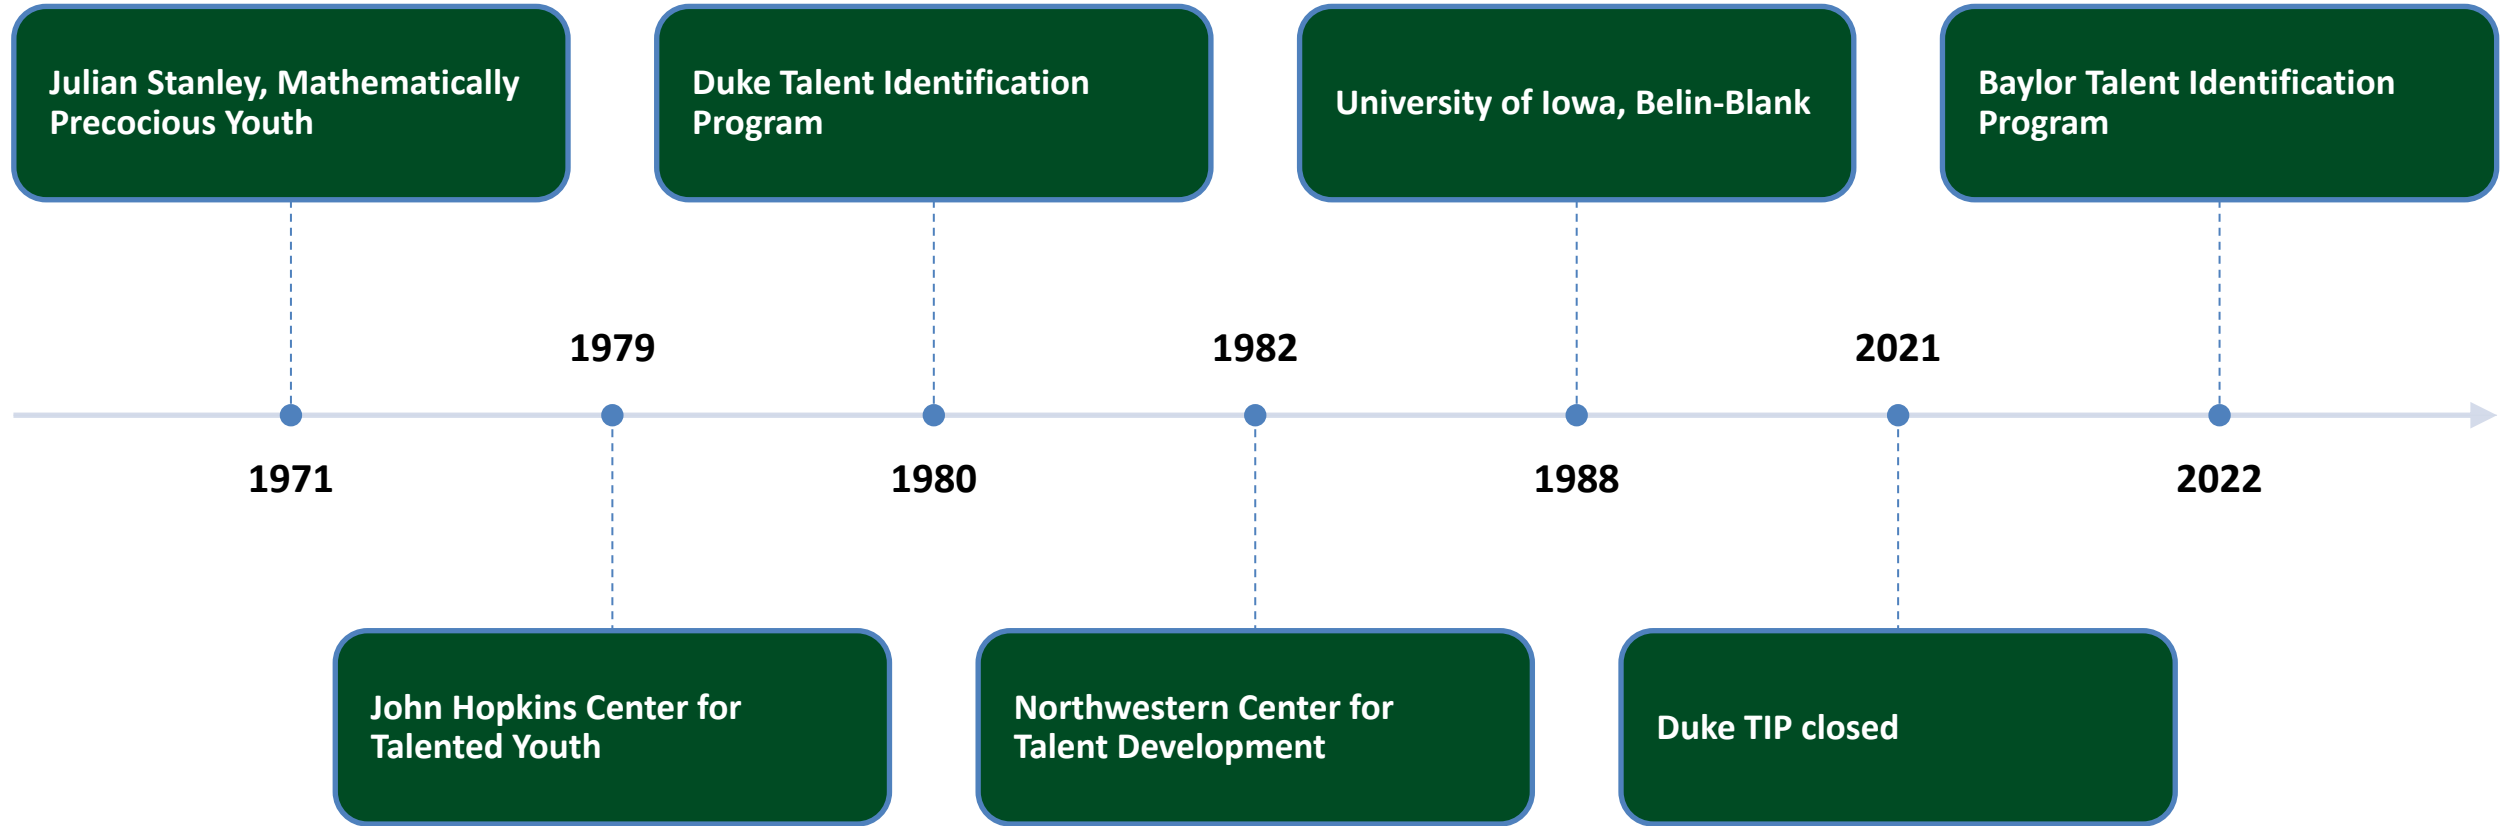 Julian Stanley, Mathematically
Precocious Youth
Duke Talent Identification
Program
University of Iowa, Belin-Blank
Baylor Talent Identification
Program
1979
1982
2021
1971
1980
1988
2022
John Hopkins Center for
Talented Youth
Northwestern Center for
Talent Development
Duke TIP closed